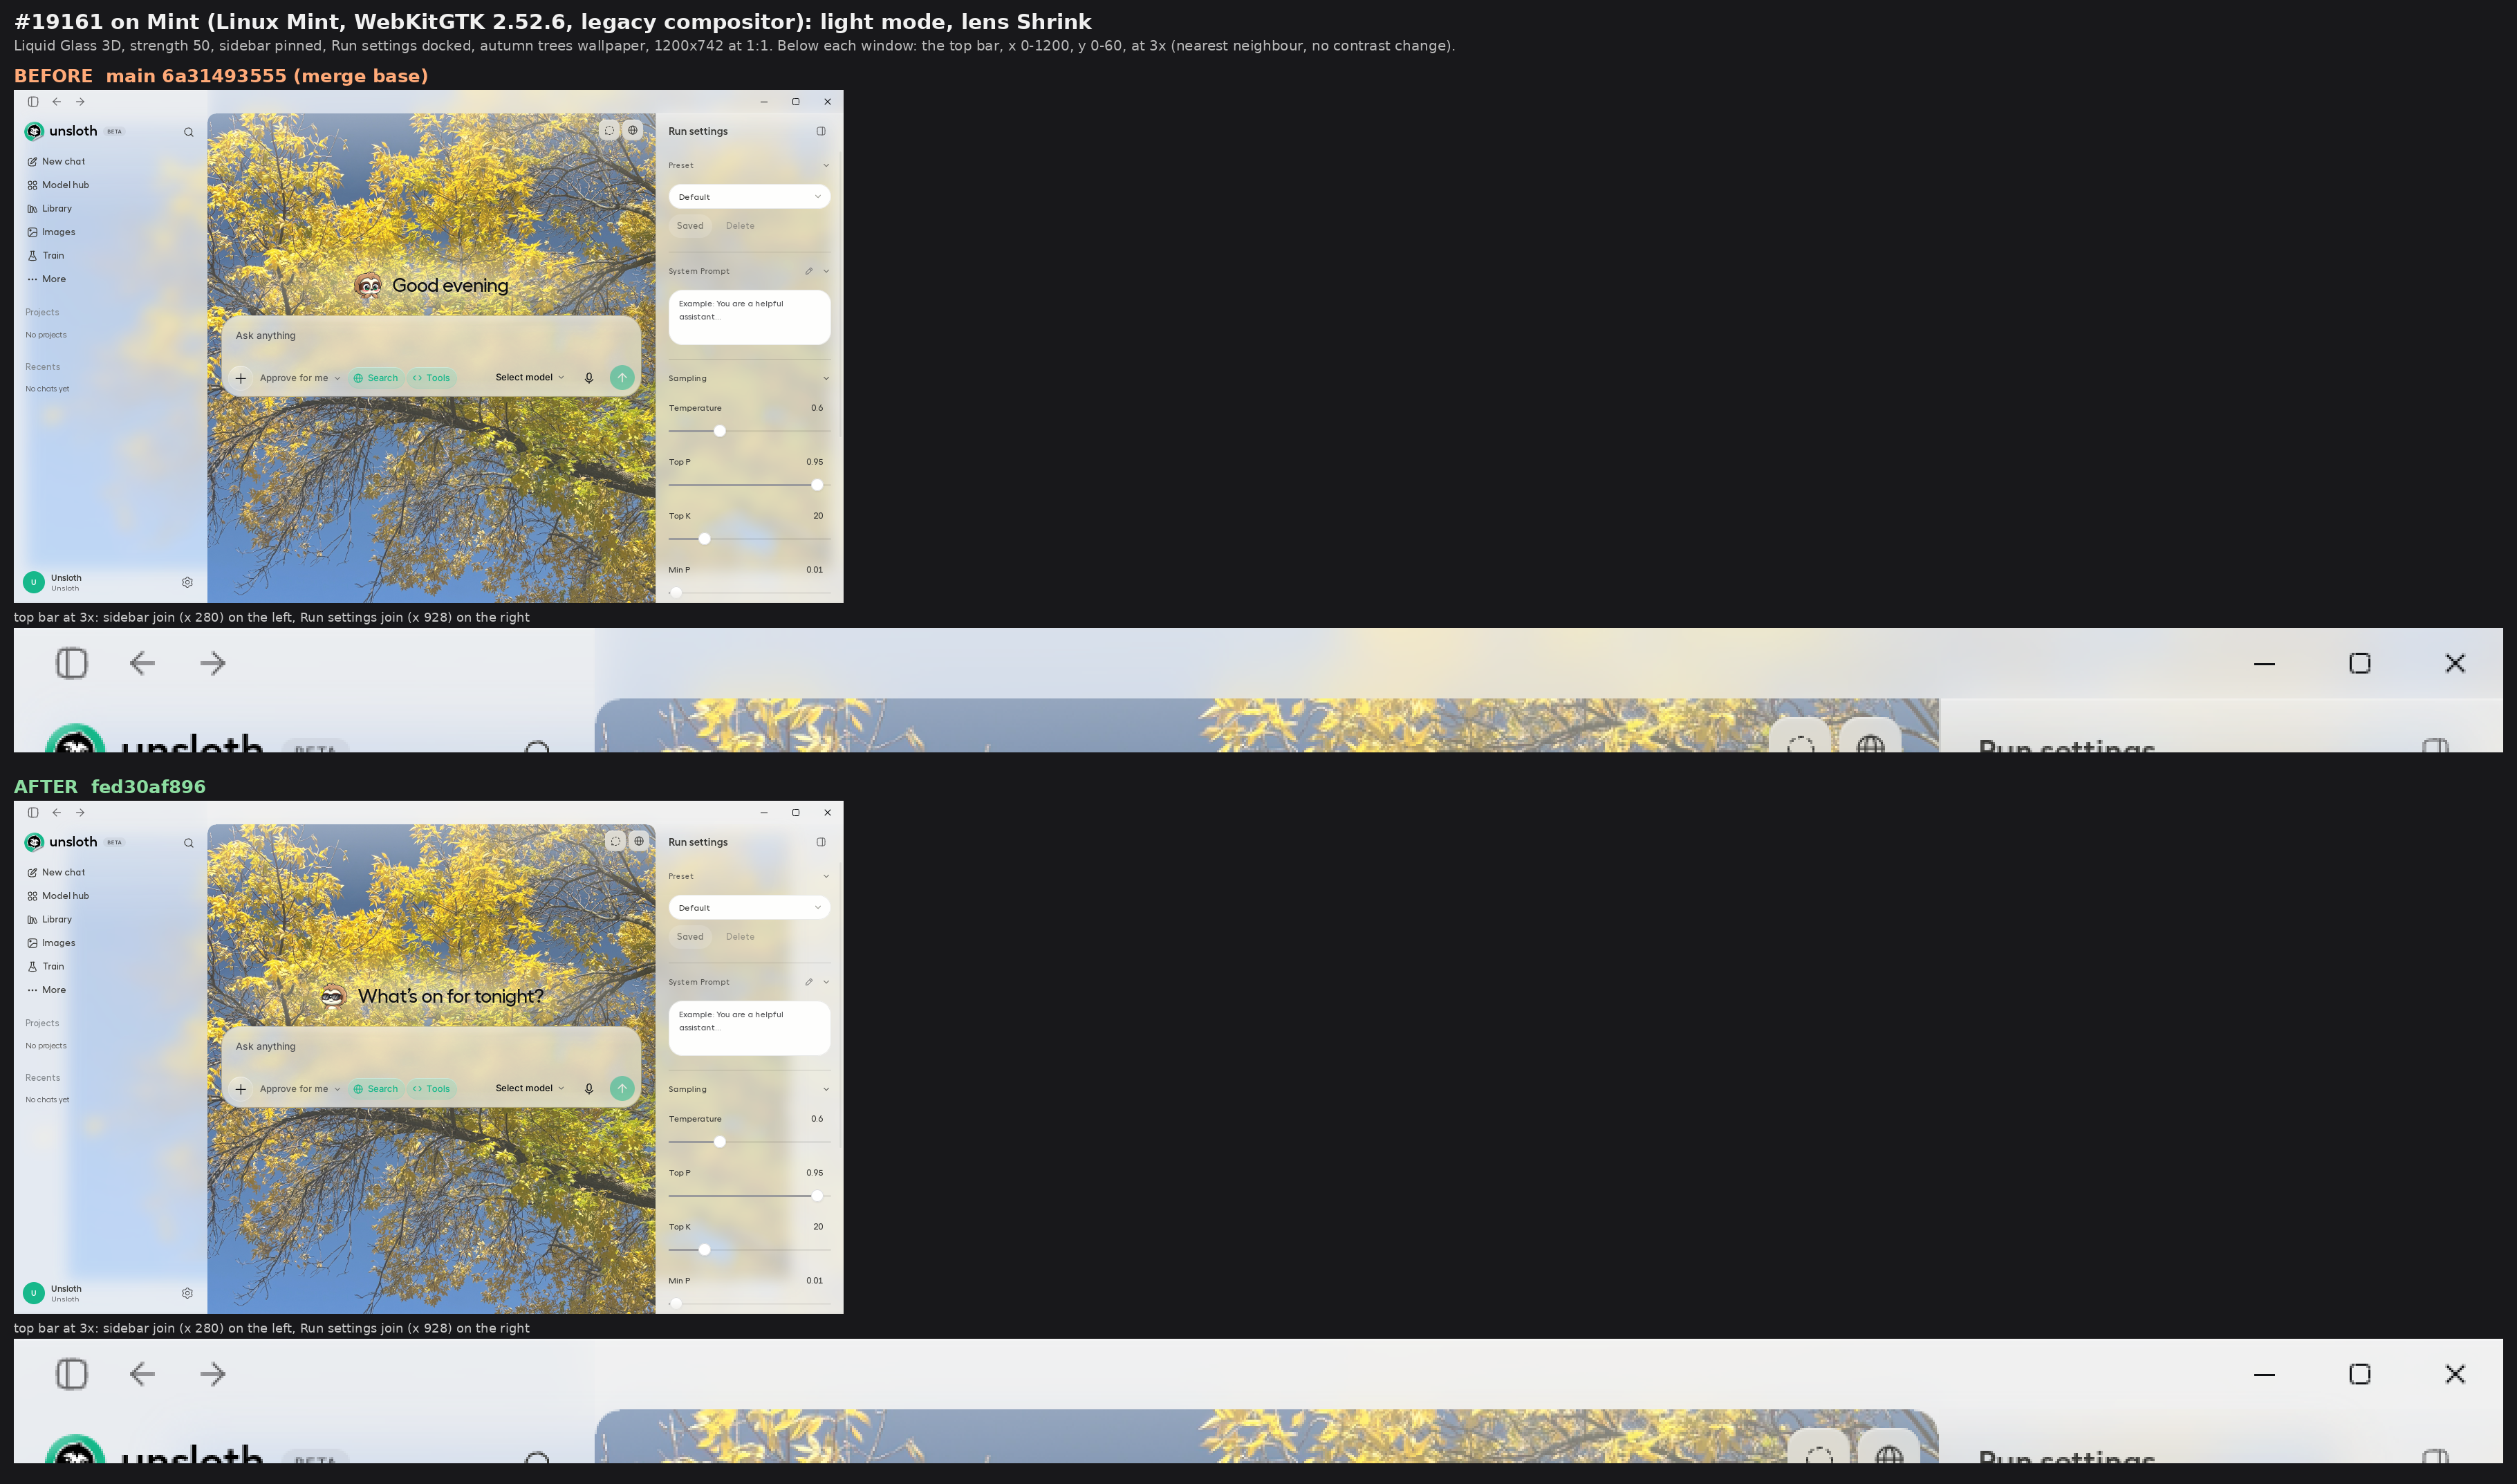 #19161 on Mint (Linux Mint, WebKitGTK 2.52.6, legacy compositor): light mode, lens Shrink
Liquid Glass 3D, strength 50, sidebar pinned, Run settings docked, autumn trees wallpaper, 1200x742 at 1:1. Below each window: the top bar, x 0-1200, y 0-60, at 3x (nearest neighbour, no contrast change).
BEFORE main 6a31493555 (merge base)
unsloth BETA
New chat
Model hub
Library
Images
Train
More
Projects
No projects
Recents
No chats yet
Unsloth
Unsloth
Good evening
Ask anything
Approve for me Search Tools Select model
Run settings
Preset
Default
Saved Delete
System Prompt
Example: You are a helpful
assistant...
Sampling
Temperature 0.6
Top P 0.95
Top K 20
Min P 0.01
top bar at 3x: sidebar join (x 280) on the left, Run settings join (x 928) on the right
unsloth BETA Run settings
AFTER fed30af896
unsloth BETA
New chat
Model hub
Library
Images
Train
More
Projects
No projects
Recents
No chats yet
Unsloth
Unsloth
What's on for tonight?
Ask anything
Approve for me Search Tools Select model
Run settings
Preset
Default
Saved Delete
System Prompt
Example: You are a helpful
assistant...
Sampling
Temperature 0.6
Top P 0.95
Top K 20
Min P 0.01
top bar at 3x: sidebar join (x 280) on the left, Run settings join (x 928) on the right
unsloth BETA Run settings